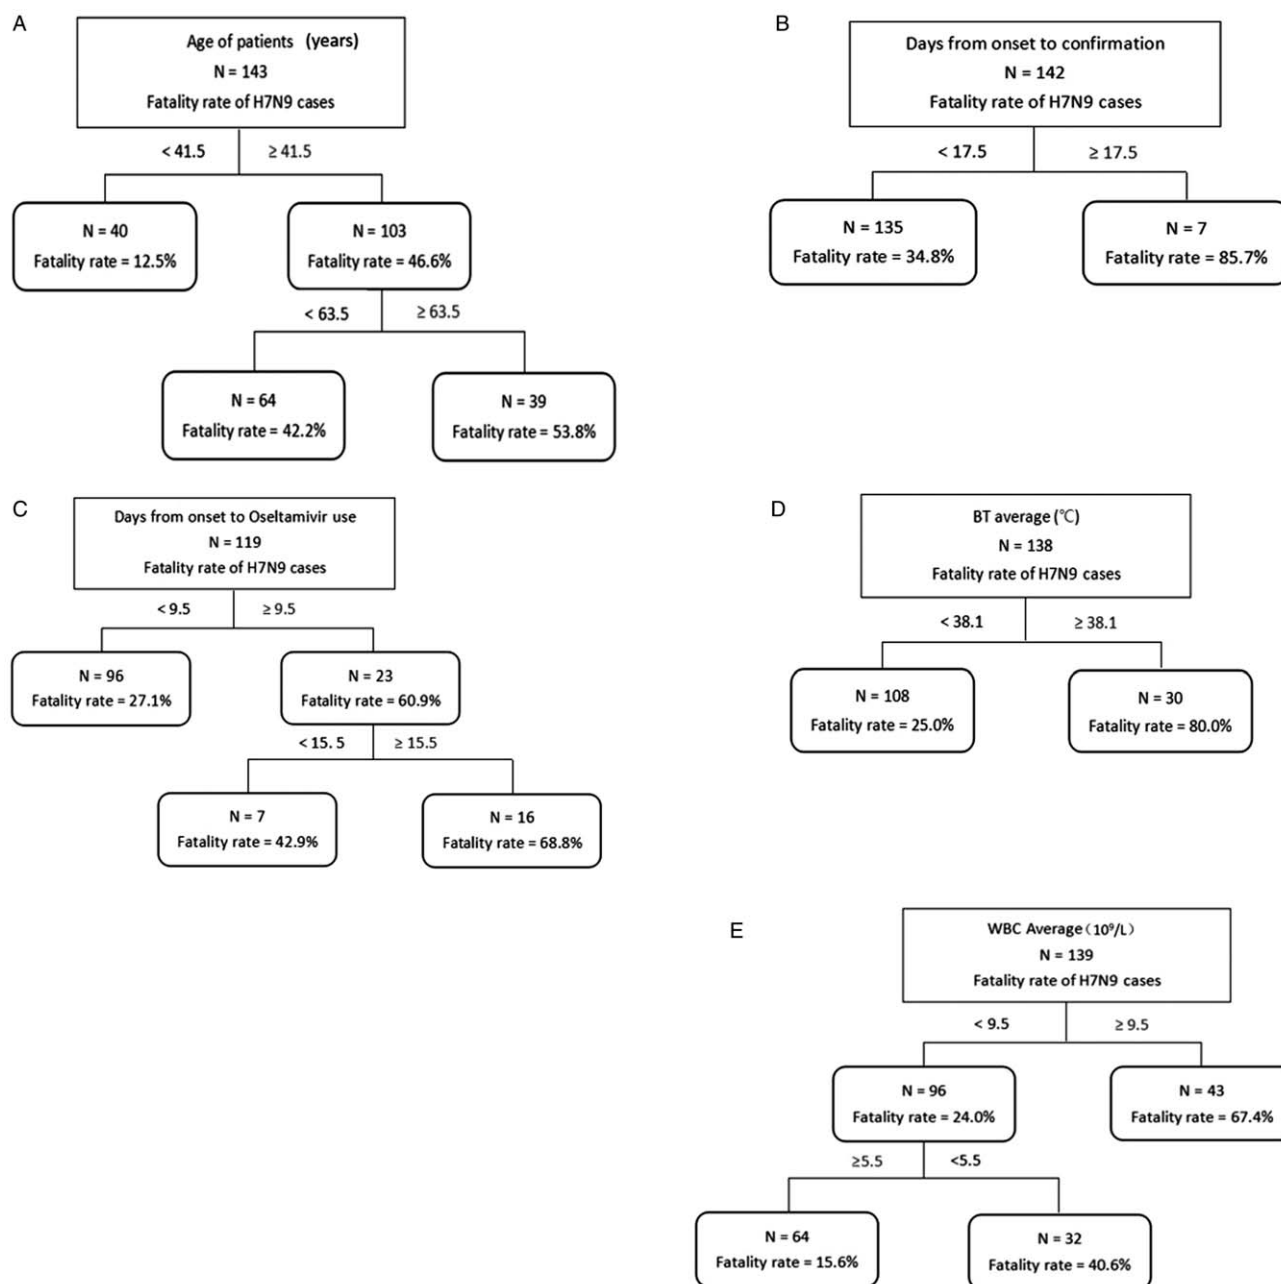 A
Age of patients (years)
N = 143
Fatality rate of H7N9 cases
< 41.5 ≥ 41.5
N = 40
Fatality rate = 12.5%
N = 103
Fatality rate = 46.6%
< 63.5 ≥ 63.5
N = 64
Fatality rate = 42.2%
N = 39
Fatality rate = 53.8%
B
Days from onset to confirmation
N = 142
Fatality rate of H7N9 cases
< 17.5 ≥ 17.5
N = 135
Fatality rate = 34.8%
N = 7
Fatality rate = 85.7%
C
Days from onset to Oseltamivir use
N = 119
Fatality rate of H7N9 cases
< 9.5 ≥ 9.5
N = 96
Fatality rate = 27.1%
N = 23
Fatality rate = 60.9%
< 15. 5 ≥ 15.5
N = 7
Fatality rate = 42.9%
N = 16
Fatality rate = 68.8%
D
BT average (℃)
N = 138
Fatality rate of H7N9 cases
< 38.1 ≥ 38.1
N = 108
Fatality rate = 25.0%
N = 30
Fatality rate = 80.0%
E
WBC Average (10⁹/L)
N = 139
Fatality rate of H7N9 cases
< 9.5 ≥ 9.5
N = 96
Fatality rate = 24.0%
N = 43
Fatality rate = 67.4%
≥5.5 <5.5
N = 64
Fatality rate = 15.6%
N = 32
Fatality rate = 40.6%